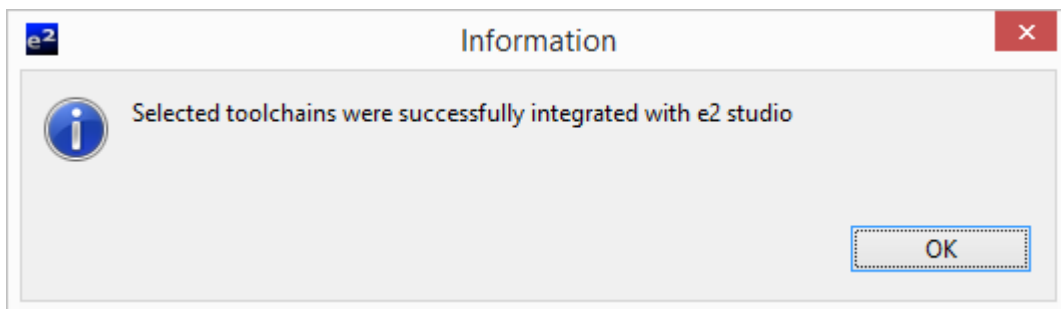 e²
Information
Selected toolchains were successfully integrated with e2 studio
OK